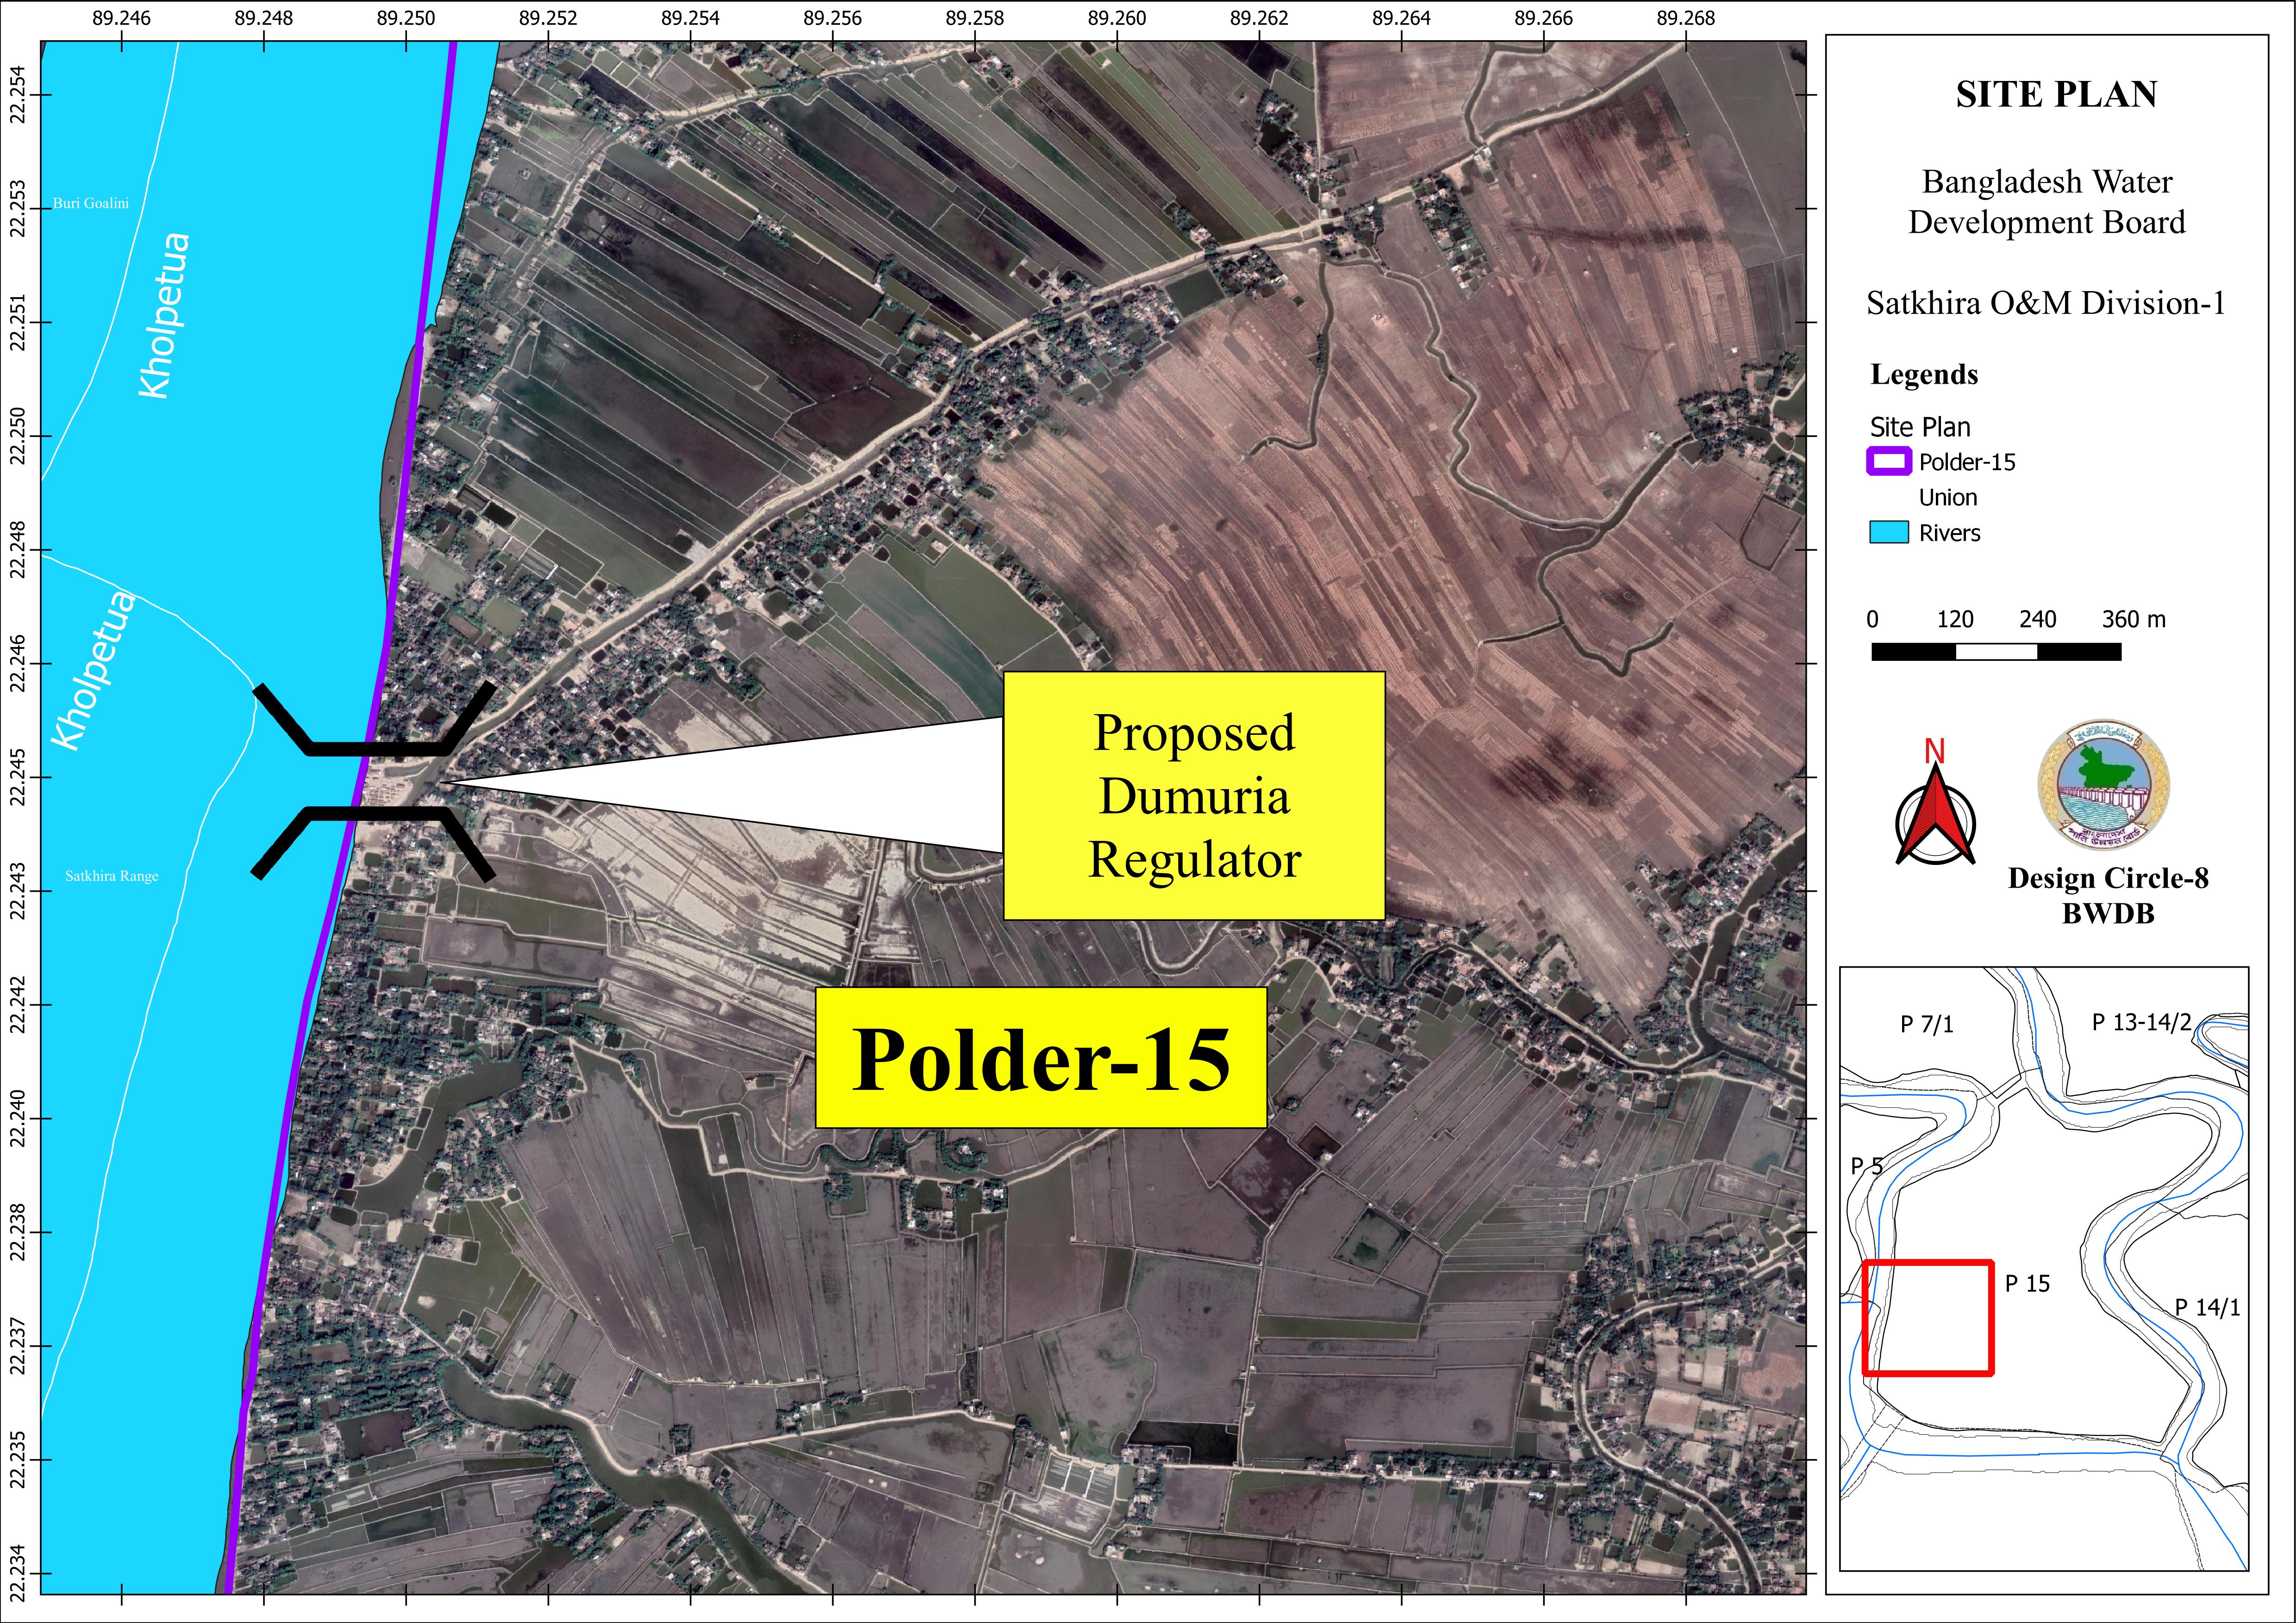 89.246 89.248 89.250 89.252 89.254 89.256 89.258 89.260 89.262 89.264 89.266 89.268
22.254
22.253
22.251
22.250
22.248
22.246
22.245
22.243
22.242
22.240
22.238
22.237
22.235
22.234
Buri Goalini
Kholpetua
Kholpetua
Satkhira Range
Proposed
Dumuria
Regulator
Polder-15
SITE PLAN
Bangladesh Water
Development Board
Satkhira O&M Division-1
Legends
Site Plan
Polder-15
Union
Rivers
0 120 240 360 m
N
Design Circle-8
BWDB
P 7/1
P 13-14/2
P 5
P 15
P 14/1